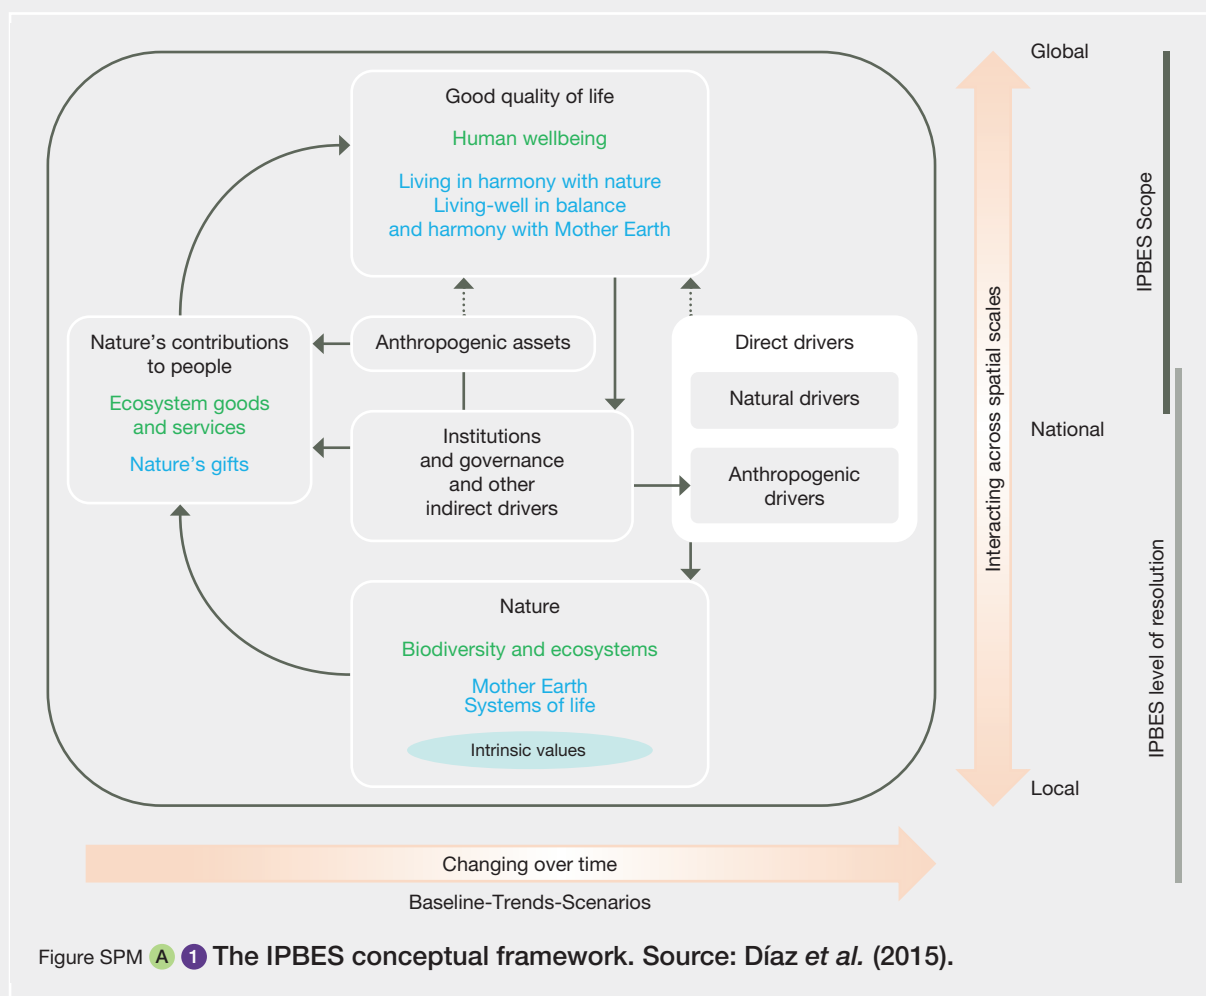 Good quality of life
Human wellbeing
Living in harmony with nature
Living-well in balance
and harmony with Mother Earth
Nature's contributions
to people
Ecosystem goods
and services
Nature's gifts
Anthropogenic assets
Institutions
and governance
and other
indirect drivers
Direct drivers
Natural drivers
Anthropogenic
drivers
Nature
Biodiversity and ecosystems
Mother Earth
Systems of life
Intrinsic values
Global
National
Local
Interacting across spatial scales
IPBES Scope
IPBES level of resolution
Changing over time
Baseline-Trends-Scenarios
Figure SPM A 1 The IPBES conceptual framework. Source: Díaz et al. (2015).